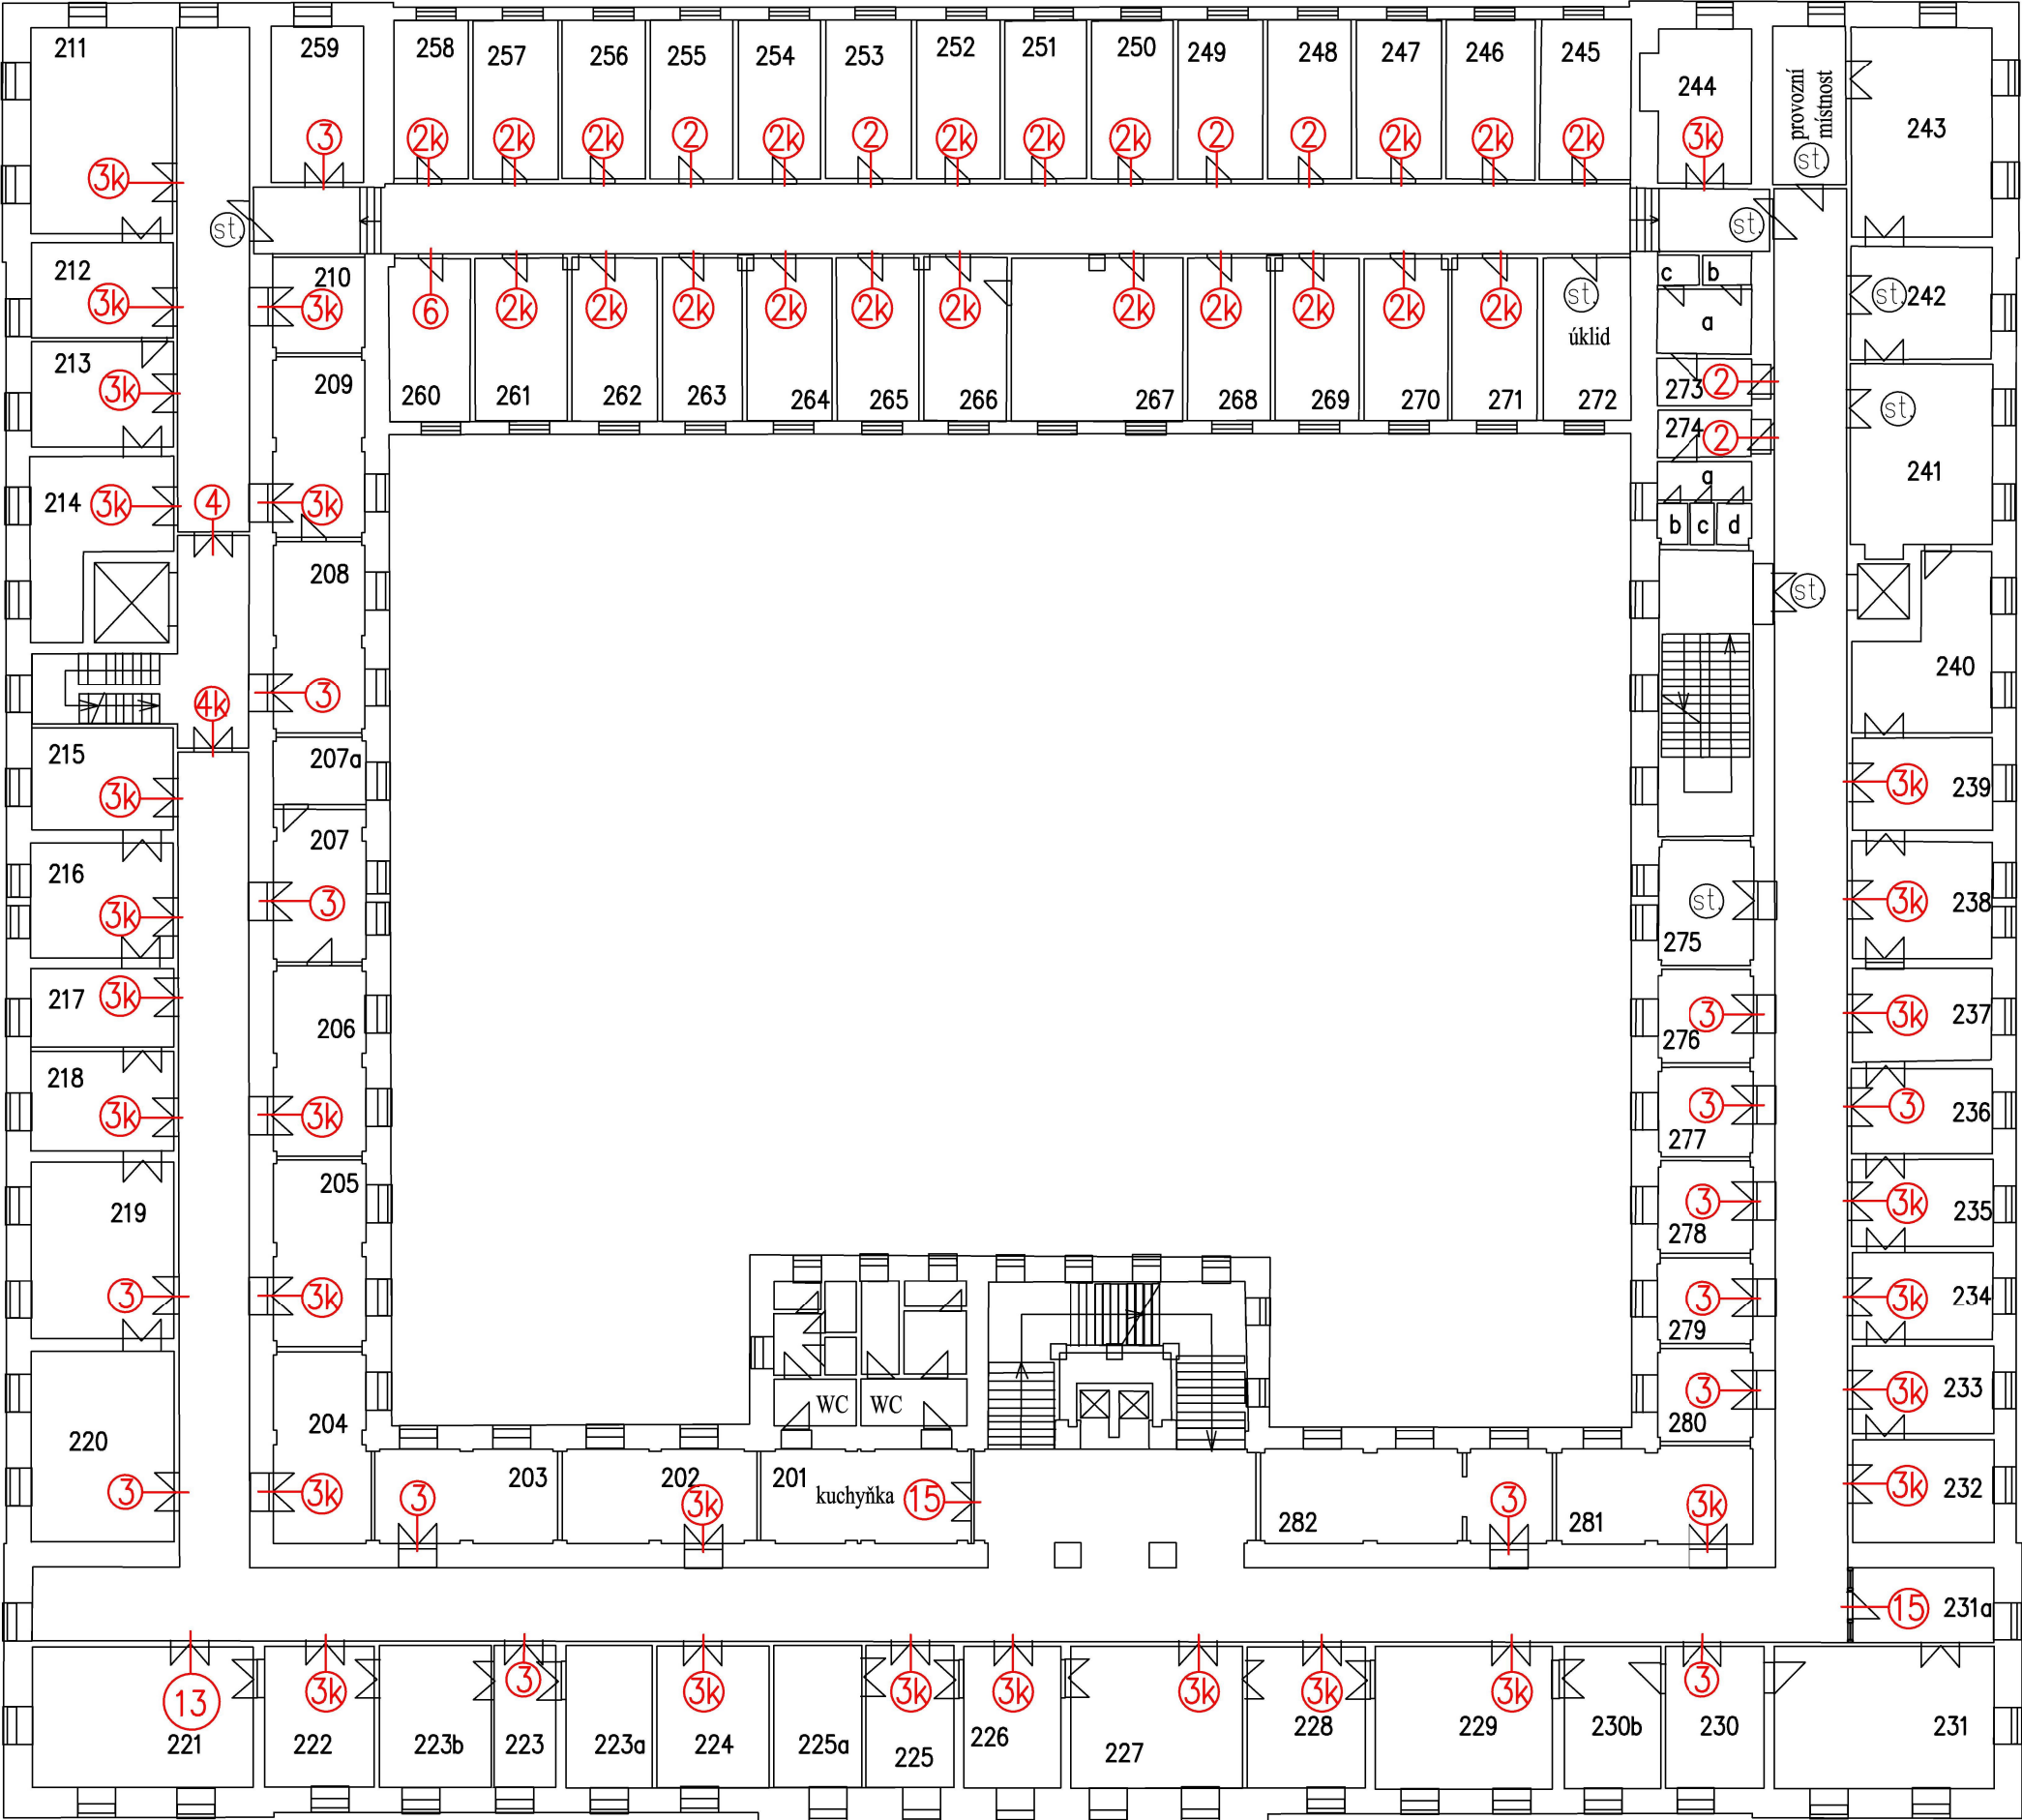 211
259
258
257
256
255
254
253
252
251
250
249
248
247
246
245
244
provozní
místnost
243
3k
3
2k
2k
2k
2
2k
2
2k
2k
2k
2
2
2k
2k
2k
3k
st.
st.
st.
212
3k
210
3k
6
2k
2k
2k
2k
2k
2k
2k
2k
2k
2k
2k
st.
úklid
c
b
a
st.
242
213
3k
209
260
261
262
263
264
265
266
267
268
269
270
271
272
273
2
274
2
st.
241
214
3k
4
3k
a
b
c
d
208
st.
240
4k
3
215
3k
207a
3k
239
207
216
3k
3
st.
275
3k
238
217
3k
206
3
276
3k
237
218
3k
3k
3
277
3
236
205
219
3
278
3k
235
3
3k
3
279
3k
234
WC
WC
3
280
3k
233
220
204
3
3k
203
3
202
3k
201
kuchyňka
15
282
3
281
3k
3k
232
15
231a
13
3k
3
3k
3k
3k
3k
3k
3k
3
221
222
223b
223
223a
224
225a
225
226
227
228
229
230b
230
231